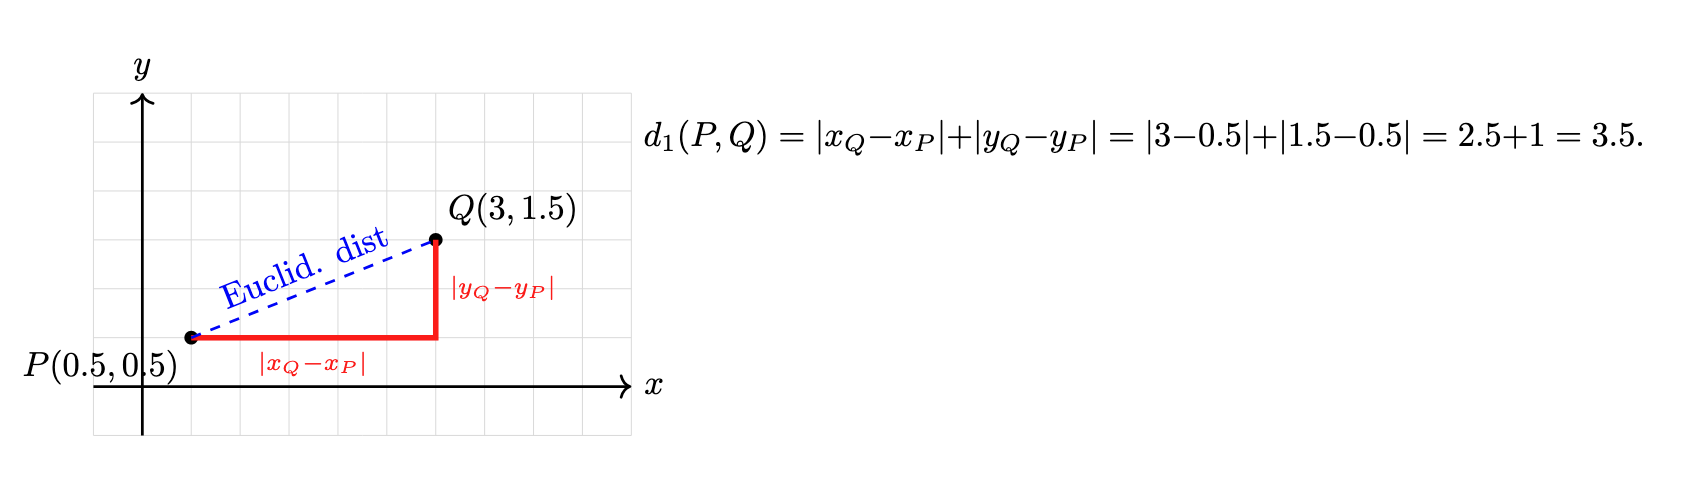 y
d₁(P, Q) = |x_Q−x_P|+|y_Q−y_P| = |3−0.5|+|1.5−0.5| = 2.5+1 = 3.5.
Q(3, 1.5)
Euclid. dist
|y_Q−y_P|
P(0.5, 0.5)
|x_Q−x_P|
x